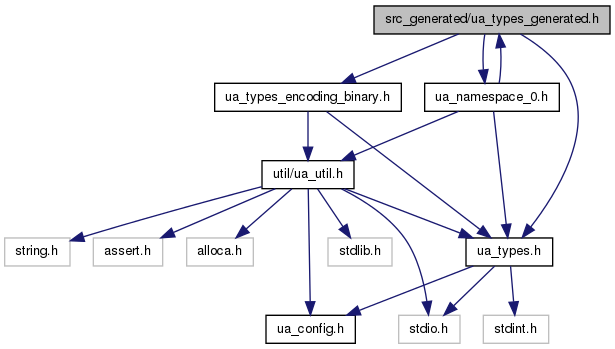 src_generated/ua_types_generated.h
ua_types_encoding_binary.h
ua_namespace_0.h
util/ua_util.h
string.h
assert.h
alloca.h
stdlib.h
ua_types.h
ua_config.h
stdio.h
stdint.h